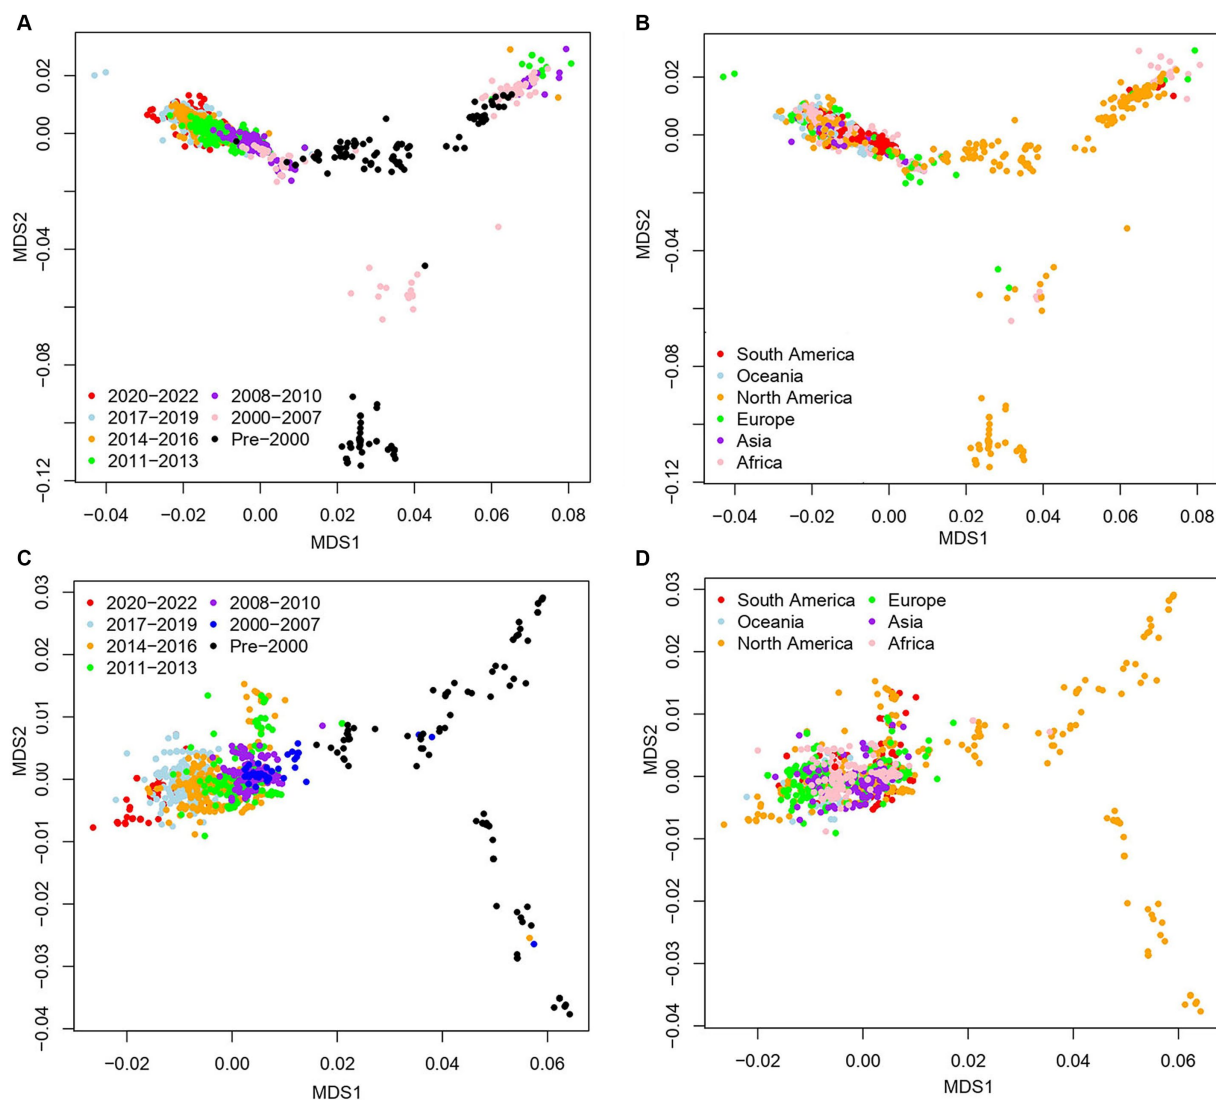 A
MDS2
0.02
0.00
−0.04
−0.08
−0.12
2020−2022
2017−2019
2014−2016
2011−2013
2008−2010
2000−2007
Pre−2000
−0.04 −0.02 0.00 0.02 0.04 0.06 0.08
MDS1
B
MDS2
0.02
0.00
−0.04
−0.08
−0.12
South America
Oceania
North America
Europe
Asia
Africa
−0.04 −0.02 0.00 0.02 0.04 0.06 0.08
MDS1
C
MDS2
0.03
0.02
0.01
0.00
−0.01
−0.02
−0.03
−0.04
2020−2022
2017−2019
2014−2016
2011−2013
2008−2010
2000−2007
Pre−2000
−0.02 0.00 0.02 0.04 0.06
MDS1
D
MDS2
0.03
0.02
0.01
0.00
−0.01
−0.02
−0.03
−0.04
South America
Oceania
North America
Europe
Asia
Africa
−0.02 0.00 0.02 0.04 0.06
MDS1